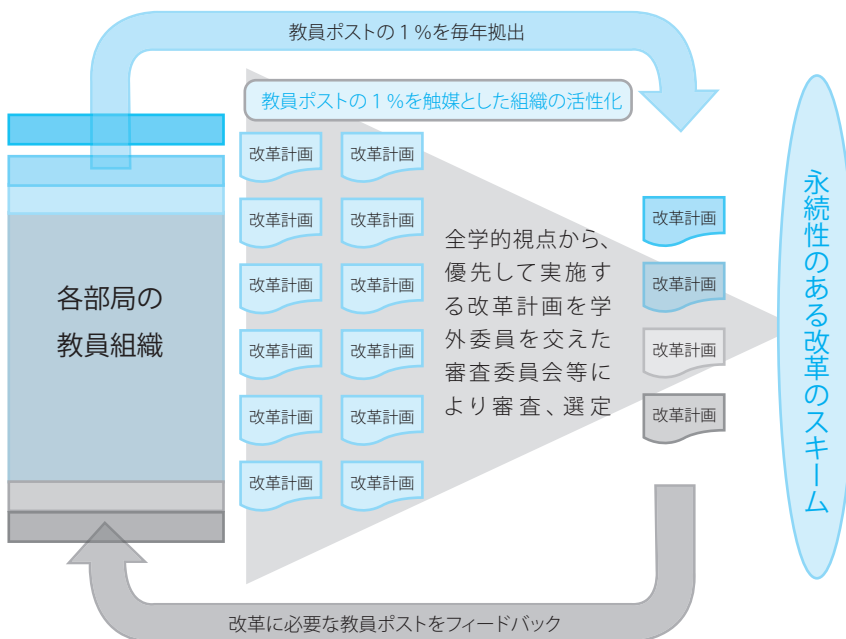 教員ポストの1%を毎年拠出
教員ポストの1%を触媒とした組織の活性化
各部局の
教員組織
改革計画
改革計画
改革計画
改革計画
改革計画
改革計画
改革計画
改革計画
改革計画
改革計画
改革計画
改革計画
全学的視点から、
優先して実施す
る改革計画を学
外委員を交えた
審査委員会等に
より審査、選定
改革計画
改革計画
改革計画
改革計画
永続性のある改革のスキーム
改革に必要な教員ポストをフィードバック